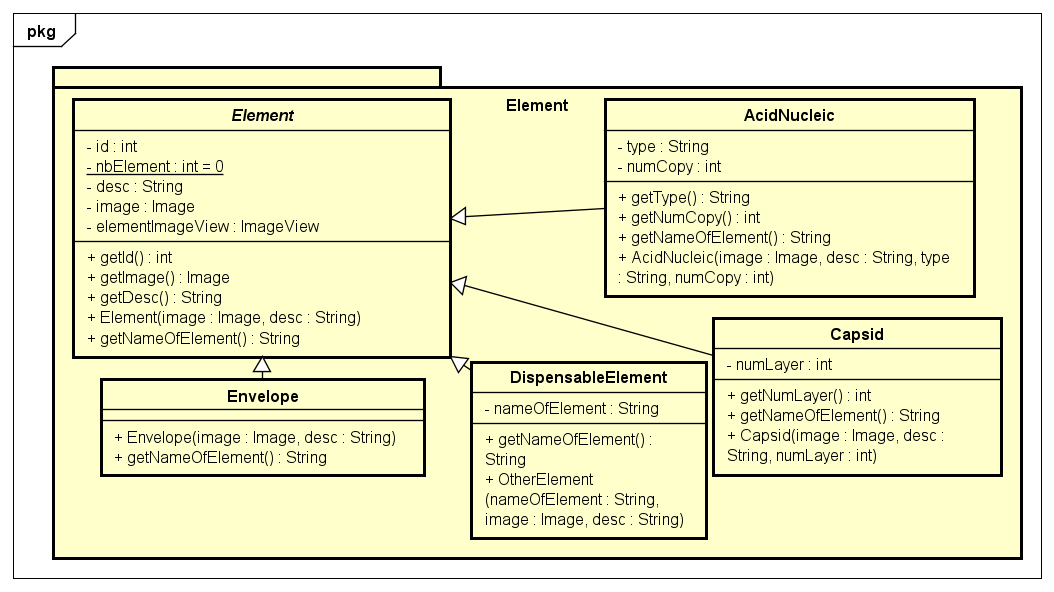 pkg
Element
Element
- id : int
- nbElement : int = 0
- desc : String
- image : Image
- elementImageView : ImageView
+ getId() : int
+ getImage() : Image
+ getDesc() : String
+ Element(image : Image, desc : String)
+ getNameOfElement() : String
AcidNucleic
- type : String
- numCopy : int
+ getType() : String
+ getNumCopy() : int
+ getNameOfElement() : String
+ AcidNucleic(image : Image, desc : String, type
: String, numCopy : int)
Envelope
+ Envelope(image : Image, desc : String)
+ getNameOfElement() : String
DispensableElement
- nameOfElement : String
+ getNameOfElement() :
String
+ OtherElement
(nameOfElement : String,
image : Image, desc : String)
Capsid
- numLayer : int
+ getNumLayer() : int
+ getNameOfElement() : String
+ Capsid(image : Image, desc :
String, numLayer : int)